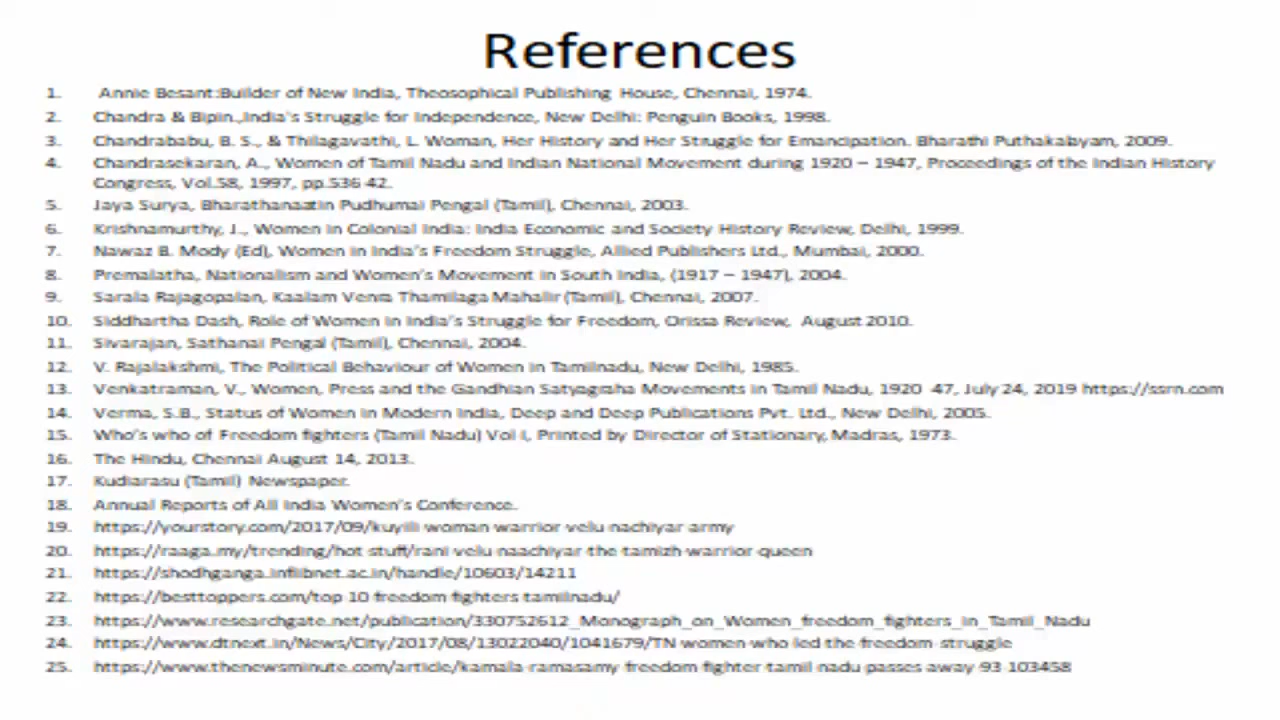 References
1. Annie Besant:Builder of New India, Theosophical Publishing House, Chennai, 1974.
2. Chandra & Bipin.,India's Struggle for Independence, New Delhi: Penguin Books, 1998.
3. Chandrababu, B. S., & Thilagavathi, L. Woman, Her History and Her Struggle for Emancipation. Bharathi Puthakalayam, 2009.
4. Chandrasekaran, A., Women of Tamil Nadu and Indian National Movement during 1920 – 1947, Proceedings of the Indian History
Congress, Vol.58, 1997, pp.536 42.
5. Jaya Surya, Bharathanaatin Pudhumai Pengal (Tamil), Chennai, 2003.
6. Krishnamurthy, J., Women in Colonial India: India Economic and Society History Review, Delhi, 1999.
7. Nawaz B. Mody (Ed), Women in India's Freedom Struggle, Allied Publishers Ltd., Mumbai, 2000.
8. Premalatha, Nationalism and Women's Movement in South India, (1917 – 1947), 2004.
9. Sarala Rajagopalan, Kaalam Venra Thamilaga Mahalir (Tamil), Chennai, 2007.
10. Siddhartha Dash, Role of Women in India's Struggle for Freedom, Orissa Review, August 2010.
11. Sivarajan, Sathanai Pengal (Tamil), Chennai, 2004.
12. V. Rajalakshmi, The Political Behaviour of Women in Tamilnadu, New Delhi, 1985.
13. Venkatraman, V., Women, Press and the Gandhian Satyagraha Movements in Tamil Nadu, 1920 47, July 24, 2019 https://ssrn.com
14. Verma, S.B., Status of Women in Modern India, Deep and Deep Publications Pvt. Ltd., New Delhi, 2005.
15. Who's who of Freedom fighters (Tamil Nadu) Vol I, Printed by Director of Stationary, Madras, 1973.
16. The Hindu, Chennai August 14, 2013.
17. Kudiarasu (Tamil) Newspaper.
18. Annual Reports of All India Women's Conference.
19. https://yourstory.com/2017/09/kuyili woman warrior velu nachiyar army
20. https://raaga.my/trending/hot stuff/rani velu naachiyar the tamizh warrior queen
21. https://shodhganga.inflibnet.ac.in/handle/10603/14211
22. https://besttoppers.com/top 10 freedom fighters tamilnadu/
23. https://www.researchgate.net/publication/330752612_Monograph_on_Women_freedom_fighters_in_Tamil_Nadu
24. https://www.dtnext.in/News/City/2017/08/13022040/1041679/TN women who led the freedom struggle
25. https://www.thenewsminute.com/article/kamala ramasamy freedom fighter tamil nadu passes away 93 103458